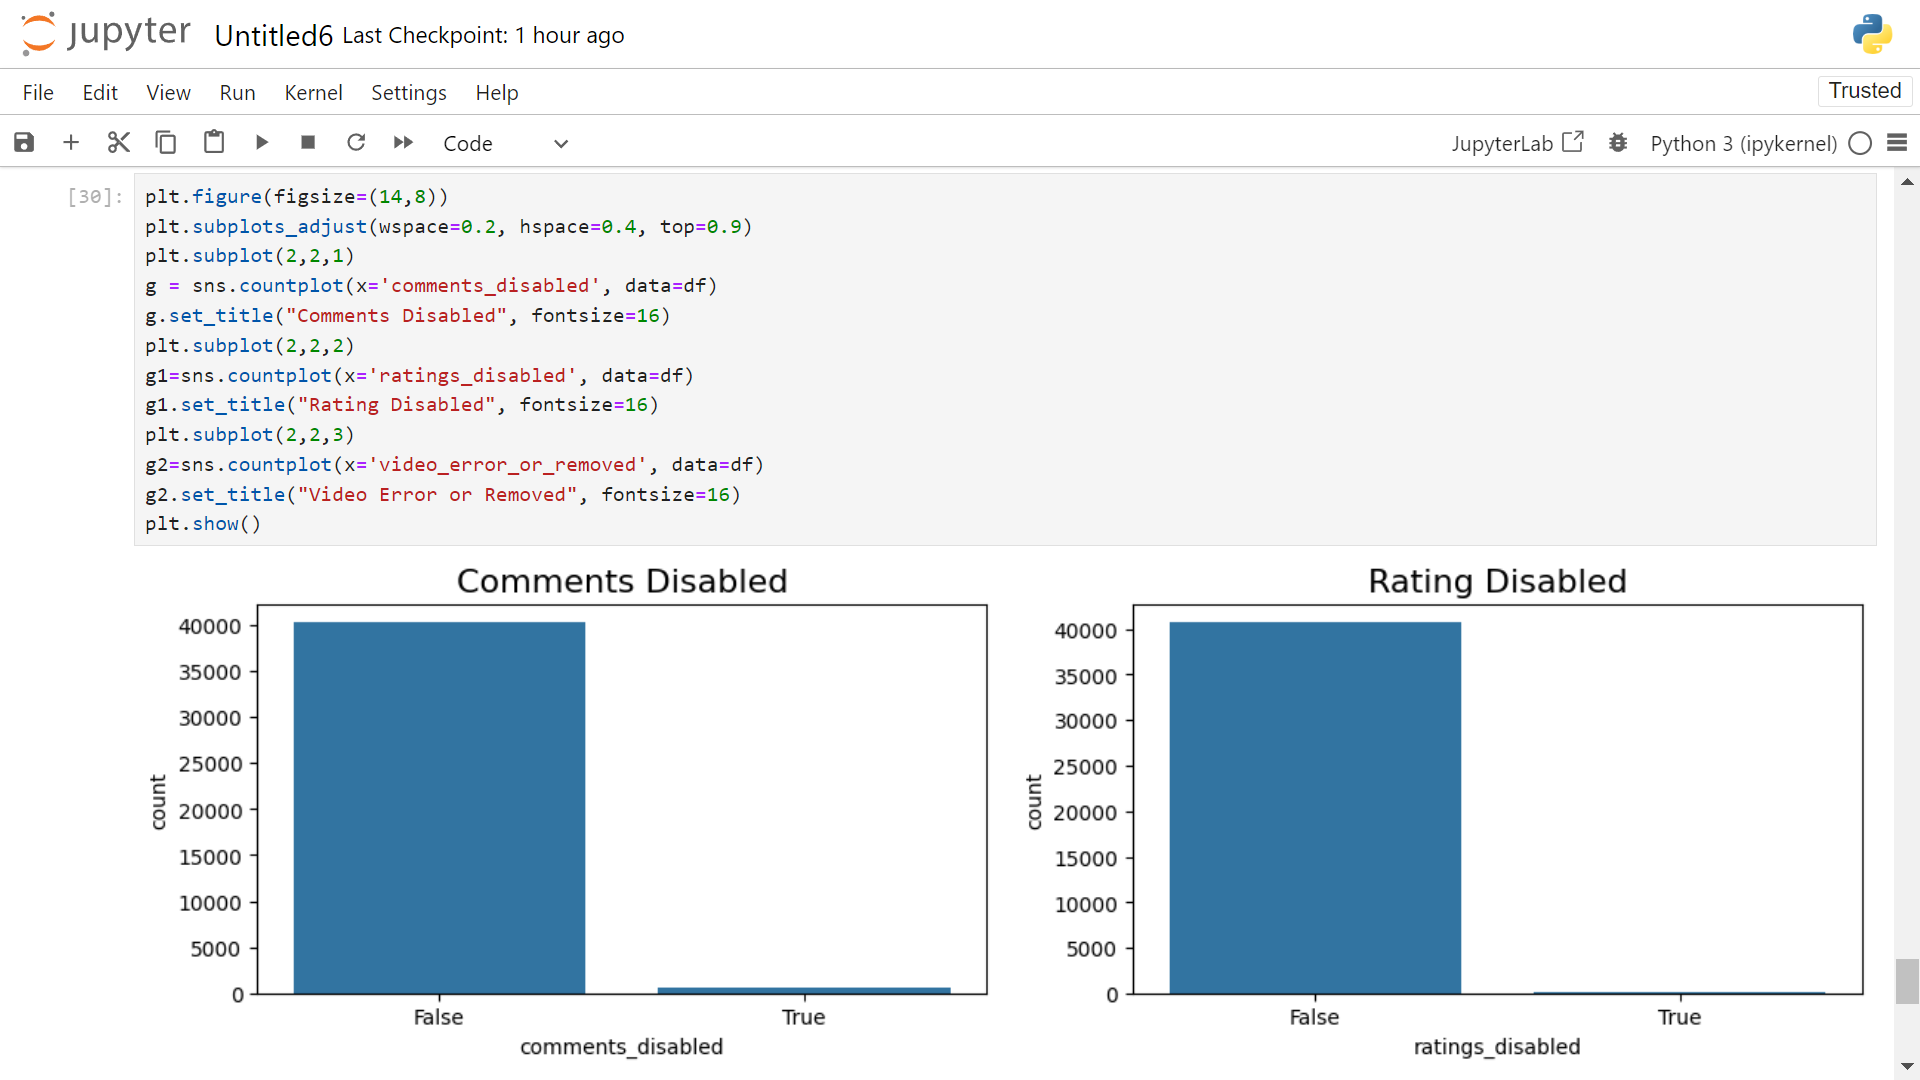 jupyter Untitled6 Last Checkpoint: 1 hour ago
File Edit View Run Kernel Settings Help Trusted
Code JupyterLab Python 3 (ipykernel)
[30]: plt.figure(figsize=(14,8))
plt.subplots_adjust(wspace=0.2, hspace=0.4, top=0.9)
plt.subplot(2,2,1)
g = sns.countplot(x='comments_disabled', data=df)
g.set_title("Comments Disabled", fontsize=16)
plt.subplot(2,2,2)
g1=sns.countplot(x='ratings_disabled', data=df)
g1.set_title("Rating Disabled", fontsize=16)
plt.subplot(2,2,3)
g2=sns.countplot(x='video_error_or_removed', data=df)
g2.set_title("Video Error or Removed", fontsize=16)
plt.show()
Comments Disabled
40000
35000
30000
25000
20000
15000
10000
5000
0
count
False True
comments_disabled
Rating Disabled
40000
35000
30000
25000
20000
15000
10000
5000
0
count
False True
ratings_disabled